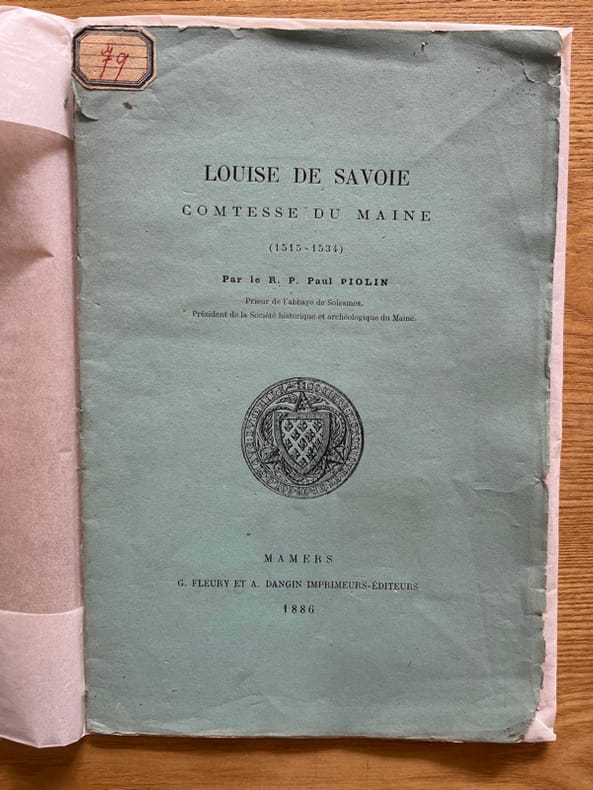 79
LOUISE DE SAVOIE
COMTESSE DU MAINE
(1515-1534)
Par le R. P. Paul PIOLIN
Prieur de l'abbaye de Solesmes.
Président de la Société historique et archéologique du Maine.
MAMERS
G. FLEURY ET A. DANGIN IMPRIMEURS-ÉDITEURS
1886